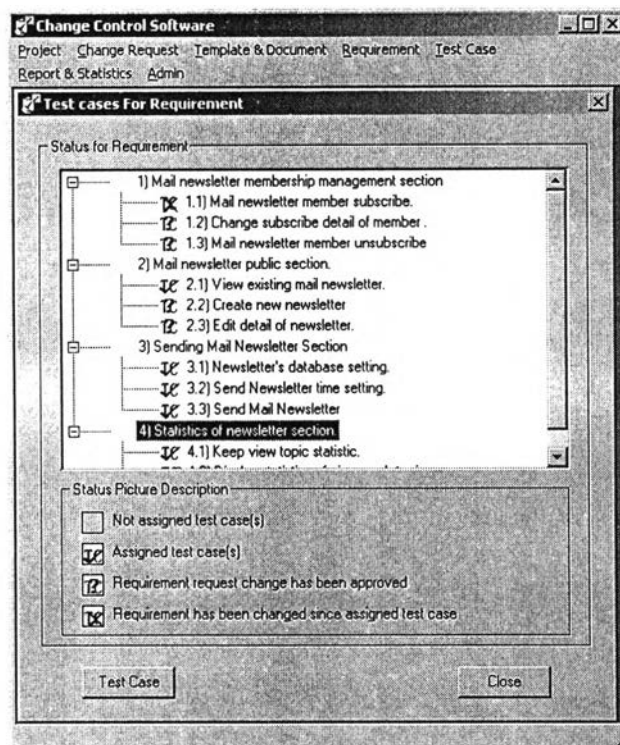 Change Control Software
Project Change Request Template & Document Requirement Test Case
Report & Statistics Admin
Test cases For Requirement
Status for Requirement
1) Mail newsletter membership management section
1.1) Mail newsletter member subscribe.
1.2) Change subscribe detail of member .
1.3) Mail newsletter member unsubscribe
2) Mail newsletter public section.
2.1) View existing mail newsletter.
2.2) Create new newsletter
2.3) Edit detail of newsletter.
3) Sending Mail Newsletter Section
3.1) Newsletter's database setting.
3.2) Send Newsletter time setting.
3.3) Send Mail Newsletter
4) Statistics of newsletter section.
4.1) Keep view topic statistic.
Status Picture Description
Not assigned test case(s)
Assigned test case(s)
Requirement request change has been approved
Requirement has been changed since assigned test case
Test Case Close